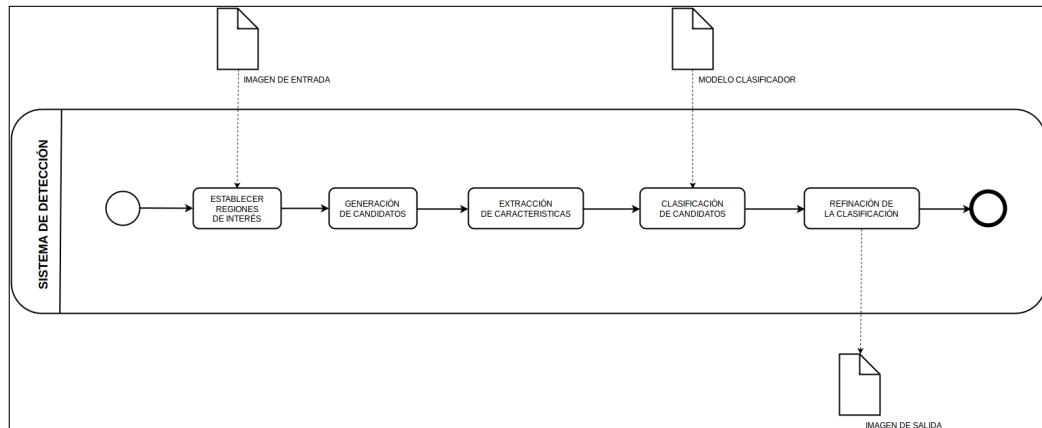 IMAGEN DE ENTRADA
MODELO CLASIFICADOR
SISTEMA DE DETECCIÓN
ESTABLECER
REGIONES
DE INTERÉS
GENERACIÓN
DE CANDIDATOS
EXTRACCIÓN
DE CARACTERISTICAS
CLASIFICACIÓN
DE CANDIDATOS
REFINACIÓN DE
LA CLASIFICACIÓN
IMAGEN DE SALIDA